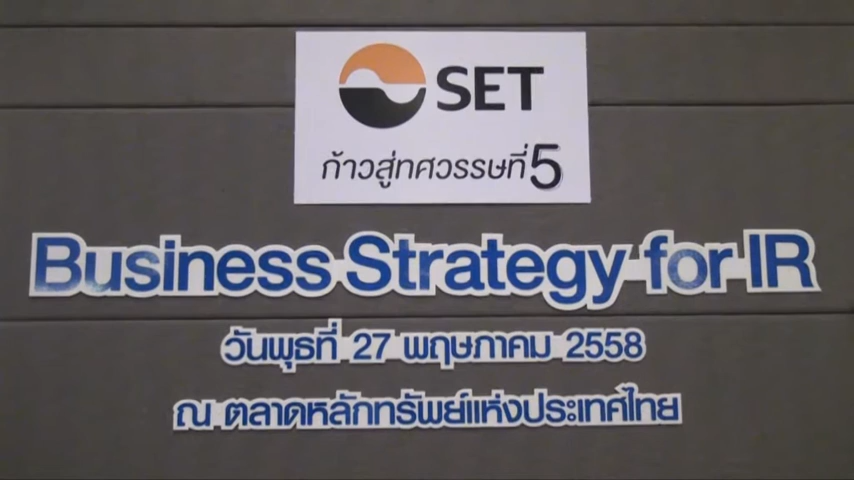 SET
ก้าวสู่ทศวรรษที่ 5
Business Strategy for IR
วันพุธที่ 27 พฤษภาคม 2558
ณ ตลาดหลักทรัพย์แห่งประเทศไทย